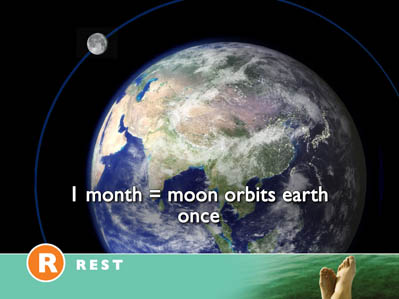 1 month = moon orbits earth
once
R REST